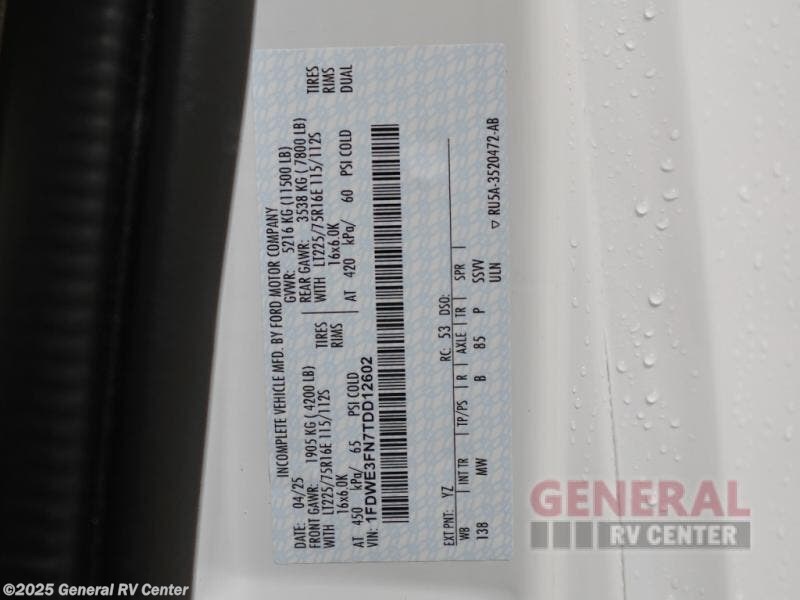 INCOMPLETE VEHICLE MFD. BY FORD MOTOR COMPANY
DATE: 04/25 GVWR: 5216 KG (11500 LB)
FRONT GAWR: 1905 KG (4200 LB) REAR GAWR: 3538 KG (7800 LB)
WITH LT225/75R16E 115/112S TIRES WITH LT225/75R16E 115/112S TIRES
16x6.0K RIMS 16x6.0K RIMS
AT 450 kPa/ 65 PSI COLD AT 420 kPa/ 60 PSI COLD DUAL
VIN: 1FDWE3FN7TDD12602
EXT PNT: YZ RC: 53 DSO:
WB INT TR TP/PS R AXLE TR SPR
138 MW B 85 P SSVV
ULN
▽ RU5A-3520472-AB
GENERAL
RV CENTER
©2025 General RV Center